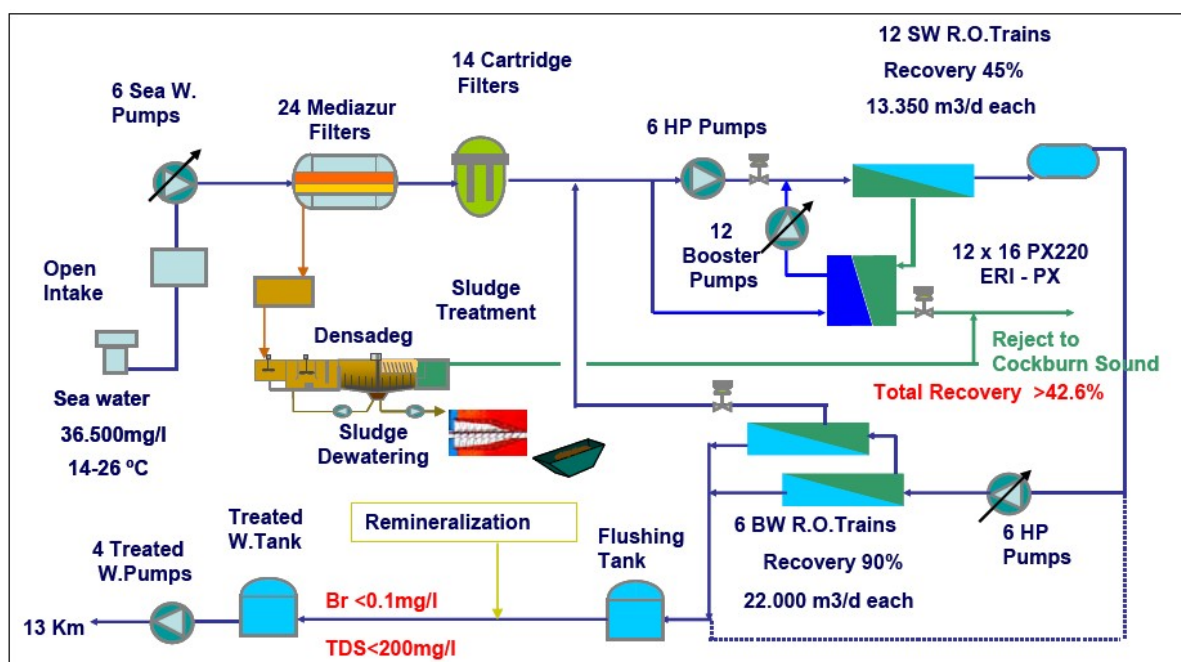 12 SW R.O.Trains
Recovery 45%
13.350 m3/d each
14 Cartridge
Filters
6 Sea W.
Pumps
24 Mediazur
Filters
6 HP Pumps
12
Booster
Pumps
12 x 16 PX220
ERI - PX
Open
Intake
Sludge
Treatment
Densadeg
Reject to
Cockburn Sound
Total Recovery >42.6%
Sea water
36.500mg/l
14-26 ºC
Sludge
Dewatering
6 BW R.O.Trains
Recovery 90%
22.000 m3/d each
6 HP
Pumps
Treated
W.Tank
Remineralization
Flushing
Tank
4 Treated
W.Pumps
Br <0.1mg/l
TDS<200mg/l
13 Km